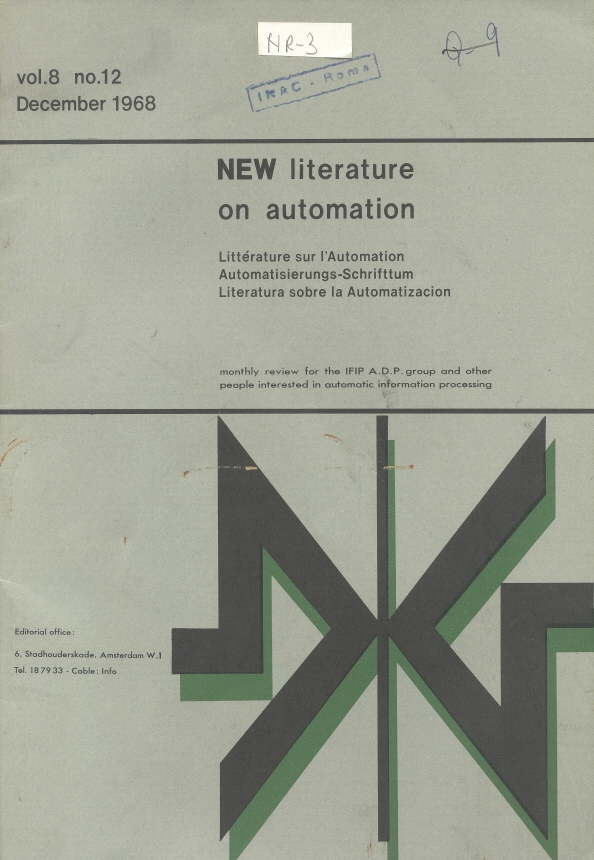 NR-3
vol.8 no.12
December 1968
INAC - Roma
NEW literature
on automation
Littérature sur l'Automation
Automatisierungs-Schrifttum
Literatura sobre la Automatizacion
monthly review for the IFIP A.D.P. group and other
people interested in automatic information processing
Editorial office:
6, Stadhouderskade, Amsterdam W.1
Tel. 18 79 33 - Cable: Info